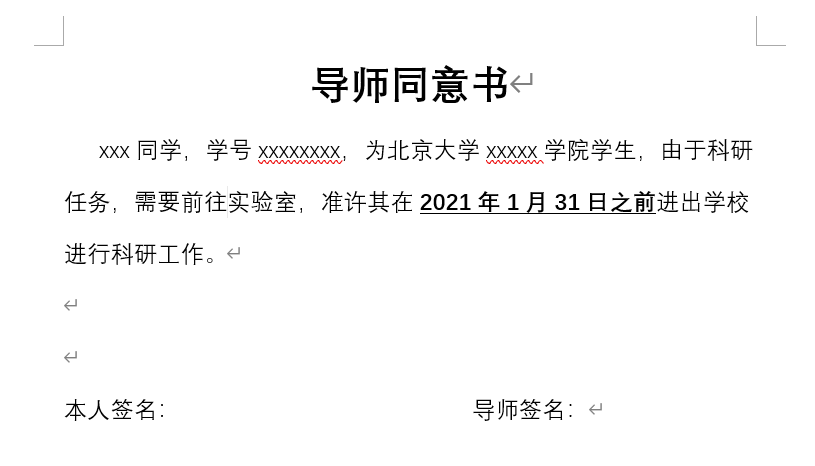 导师同意书
xxx 同学，学号 xxxxxxxx，为北京大学 xxxxx 学院学生，由于科研
任务，需要前往实验室，准许其在 2021 年 1 月 31 日之前进出学校
进行科研工作。
本人签名： 导师签名：